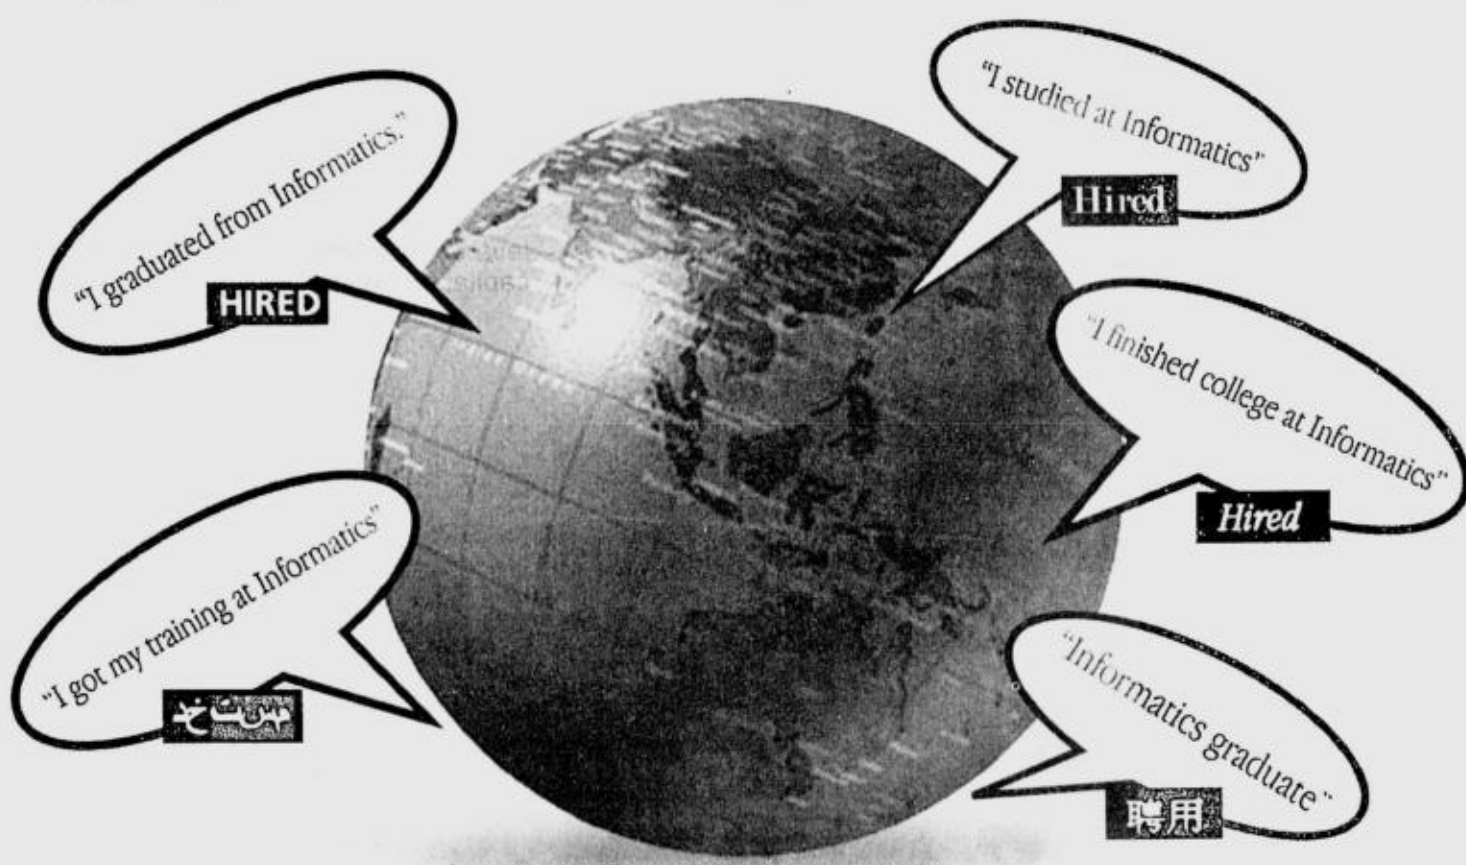 "I graduated from Informatics."
HIRED
"I studied at Informatics"
Hired
"I finished college at Informatics"
Hired
"I got my training at Informatics"
"Informatics graduate"
聘用